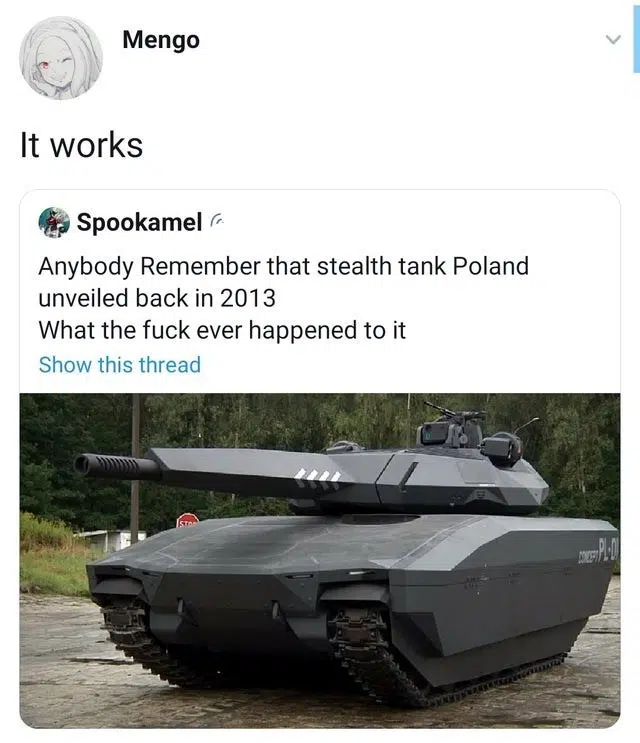 Mengo
It works
Spookamel
Anybody Remember that stealth tank Poland
unveiled back in 2013
What the fuck ever happened to it
Show this thread
STOP
CONCEPT PL-01